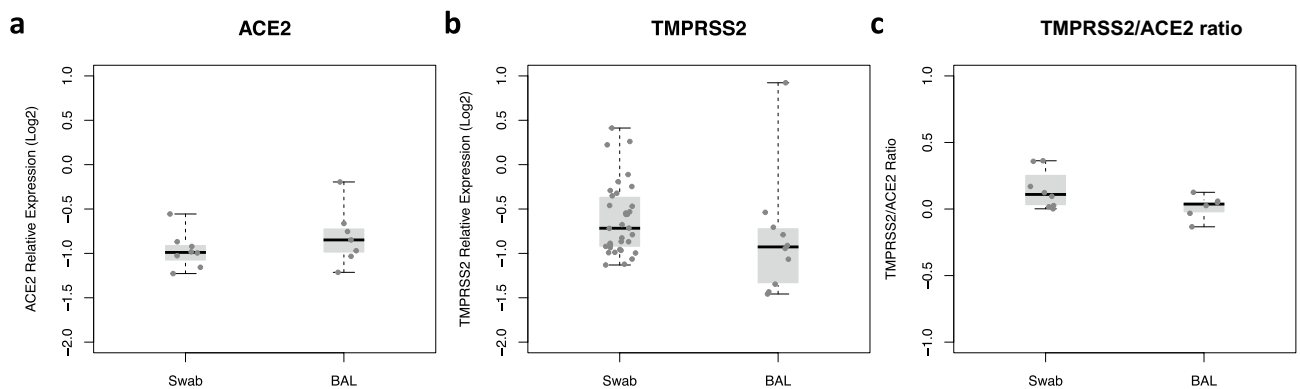 a
ACE2
ACE2 Relative Expression (Log2)
1.0
0.5
0.0
−0.5
−1.0
−1.5
−2.0
Swab
BAL
b
TMPRSS2
TMPRSS2 Relative Expression (Log2)
1.0
0.5
0.0
−0.5
−1.0
−1.5
−2.0
Swab
BAL
c
TMPRSS2/ACE2 ratio
TMPRSS2/ACE2 Ratio
1.0
0.5
0.0
−0.5
−1.0
Swab
BAL